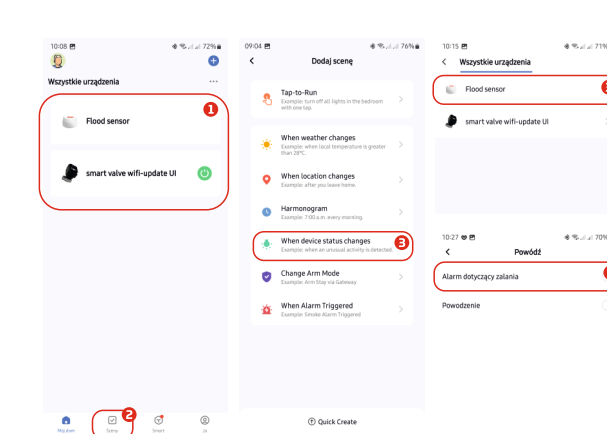 10:08
72%
Wszystkie urządzenia
...
1
Flood sensor
smart valve wifi-update UI
2
Mój dom
Sceny
Smart
Ja
09:04
76%
Dodaj scenę
Tap-to-Run
Example: turn off all lights in the bedroom
with one tap.
When weather changes
Example: when local temperature is greater
than 28°C.
When location changes
Example: after you leave home.
Harmonogram
Example: 7:00 a.m. every morning.
When device status changes
Example: when an unusual activity is detected.
3
Change Arm Mode
Example: Arm Stay via Gateway
When Alarm Triggered
Example: Smoke Alarm Triggered
Quick Create
10:15
71%
Wszystkie urządzenia
Flood sensor
smart valve wifi-update UI
10:27
70%
Powódź
Alarm dotyczący zalania
Powodzenie